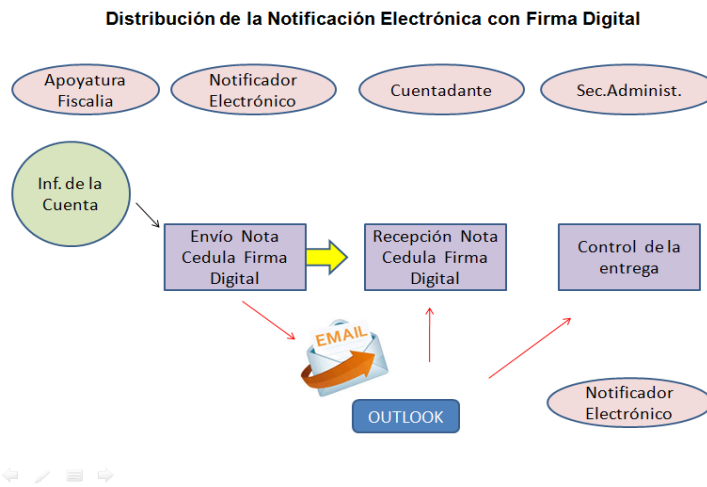 Distribución de la Notificación Electrónica con Firma Digital
Apoyatura
Fiscalia
Notificador
Electrónico
Cuentadante
Sec.Administ.
Inf. de la
Cuenta
Envío Nota
Cedula Firma
Digital
Recepción Nota
Cedula Firma
Digital
Control de la
entrega
EMAIL
OUTLOOK
Notificador
Electrónico